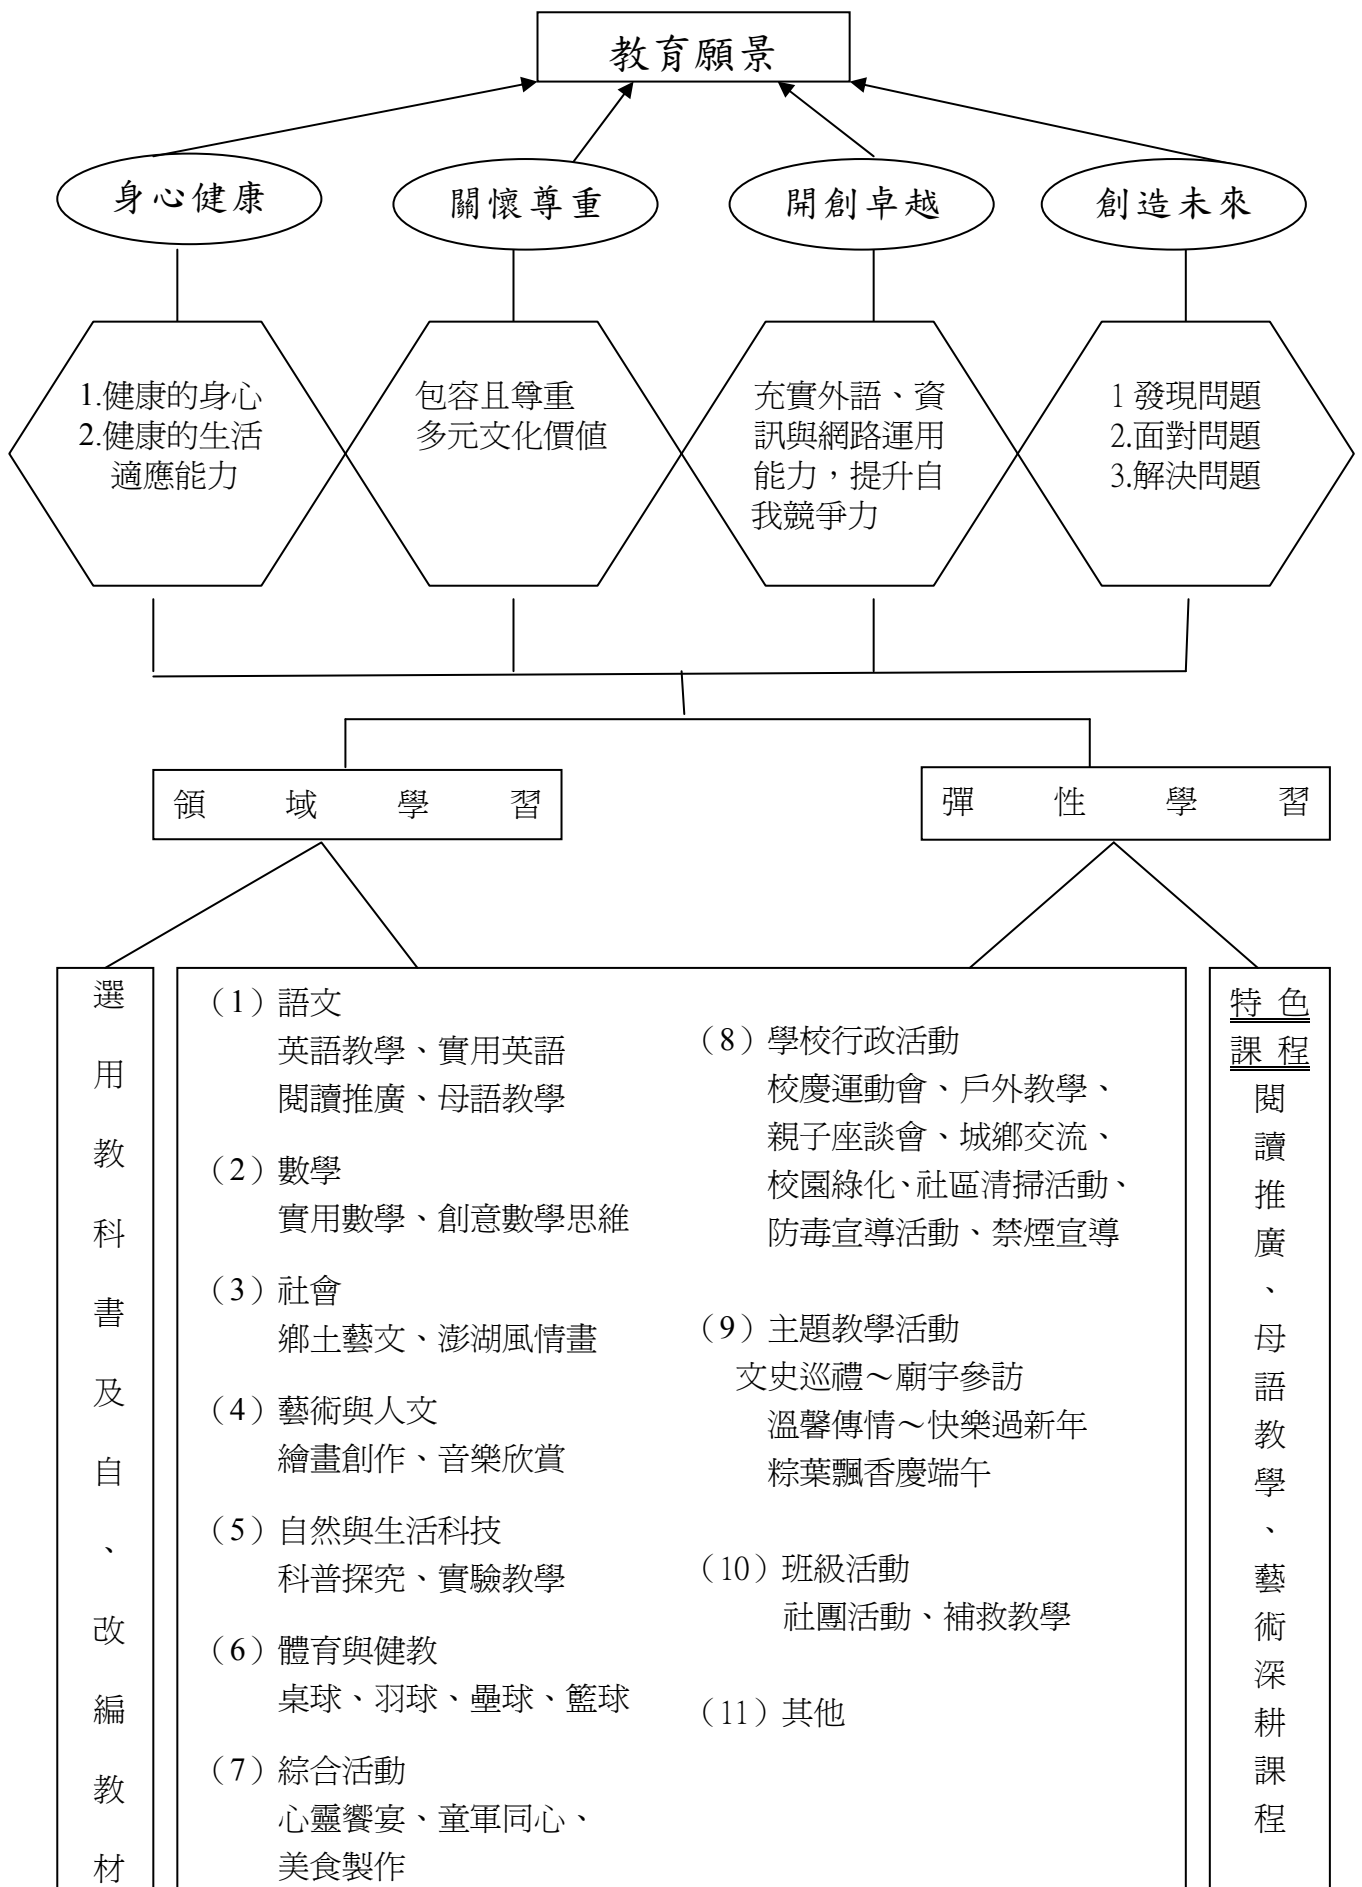 教育願景
身心健康
關懷尊重
開創卓越
創造未來
1.健康的身心
2.健康的生活
適應能力
包容且尊重
多元文化價值
充實外語、資
訊與網路運用
能力，提升自
我競爭力
1 發現問題
2.面對問題
3.解決問題
領域學習
彈性學習
選用教科書及自、改編教材
（1）語文
英語教學、實用英語
閱讀推廣、母語教學
（2）數學
實用數學、創意數學思維
（3）社會
鄉土藝文、澎湖風情畫
（4）藝術與人文
繪畫創作、音樂欣賞
（5）自然與生活科技
科普探究、實驗教學
（6）體育與健教
桌球、羽球、壘球、籃球
（7）綜合活動
心靈饗宴、童軍同心、
美食製作
（8）學校行政活動
校慶運動會、戶外教學、
親子座談會、城鄉交流、
校園綠化、社區清掃活動、
防毒宣導活動、禁煙宣導
（9）主題教學活動
文史巡禮～廟宇參訪
溫馨傳情～快樂過新年
粽葉飄香慶端午
（10）班級活動
社團活動、補救教學
（11）其他
特色
課程
閱讀推廣、母語教學、藝術深耕課程